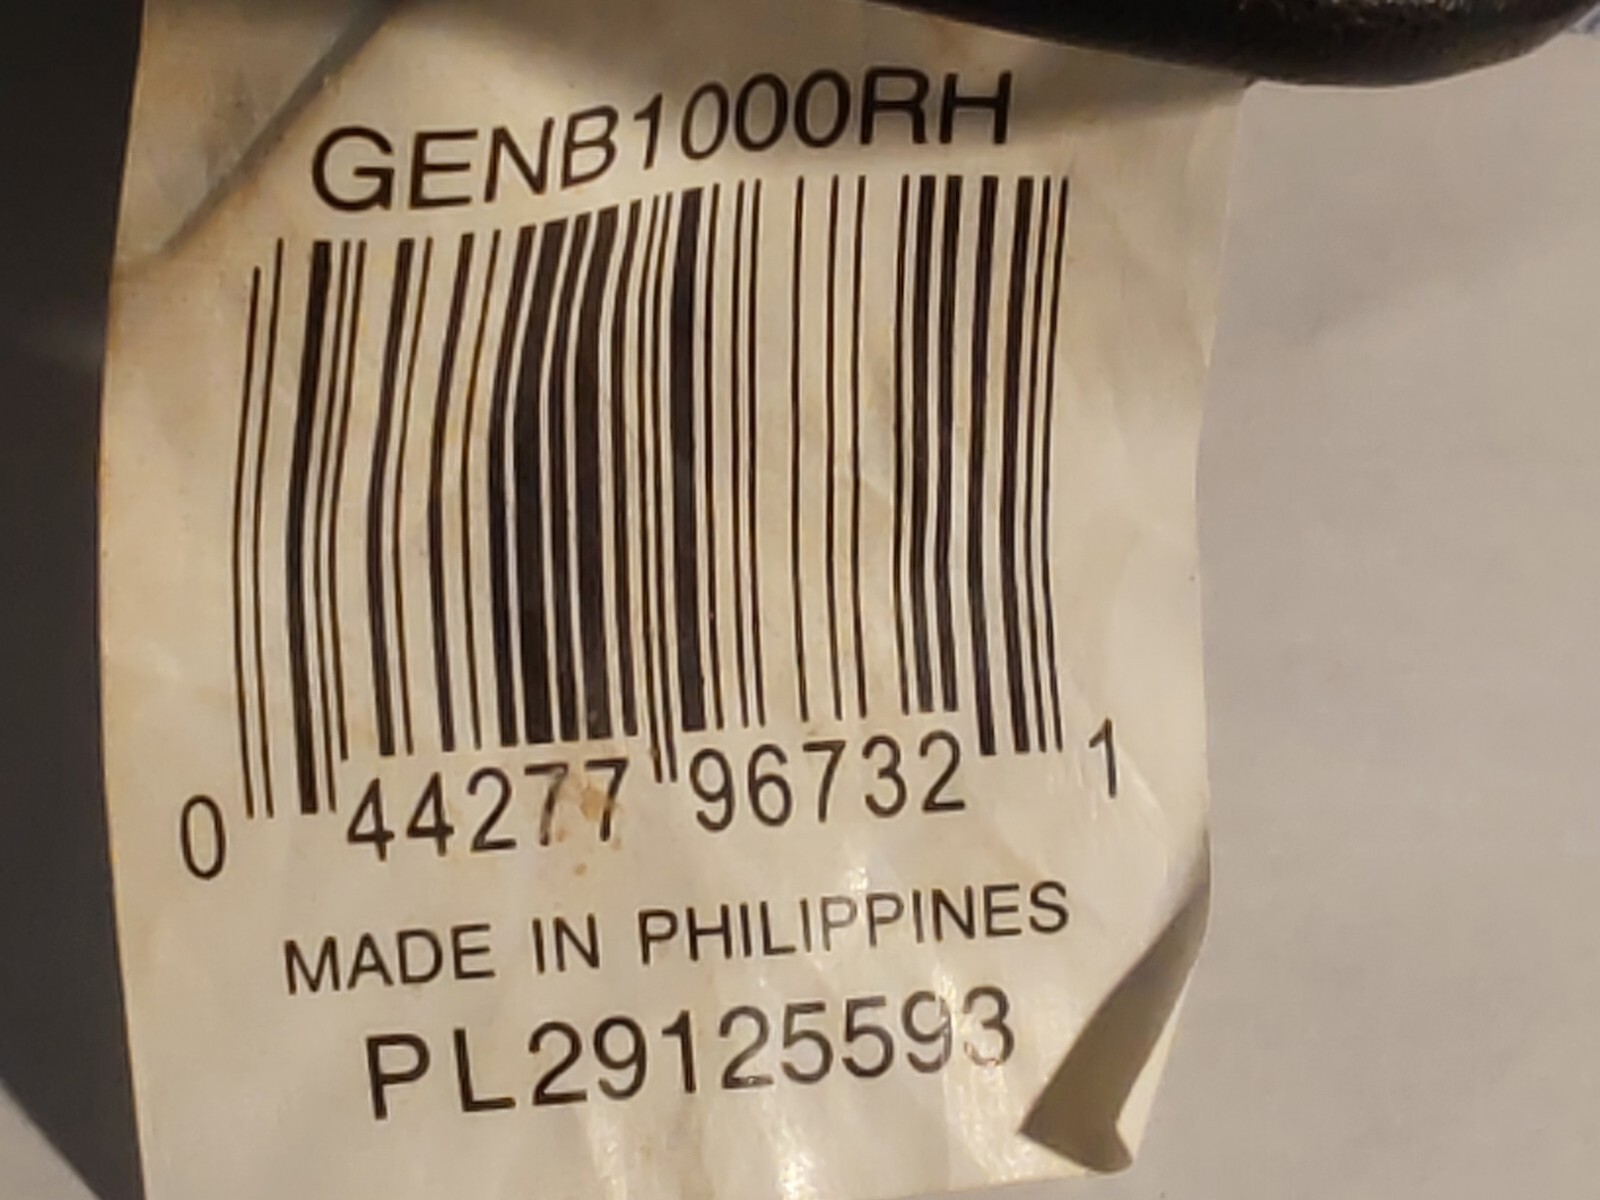 GENB1000RH
0 44277 96732 1
MADE IN PHILIPPINES
PL29125593